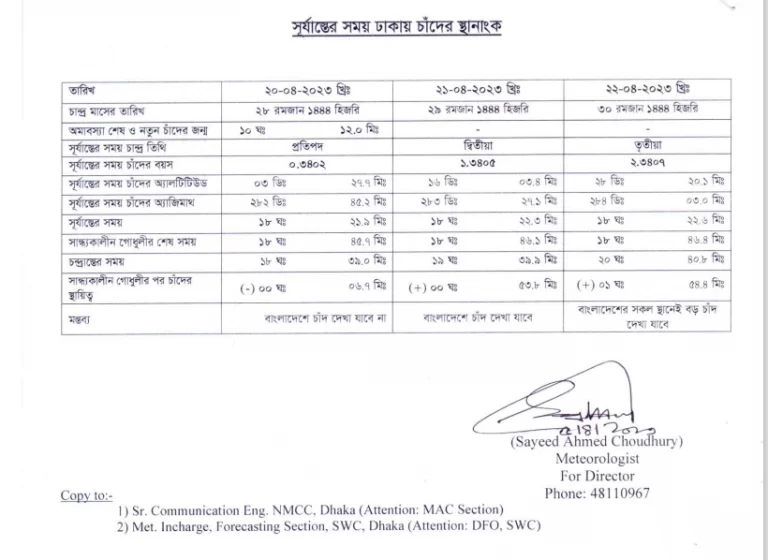 সূর্যাস্তের সময় ঢাকায় চাঁদের স্থানাংক
তারিখ ২০-০৪-২০২৩ খ্রিঃ ২১-০৪-২০২৩ খ্রিঃ ২২-০৪-২০২৩ খ্রিঃ
চান্দ্র মাসের তারিখ ২৮ রমজান ১৪৪৪ হিজরি ২৯ রমজান ১৪৪৪ হিজরি ৩০ রমজান ১৪৪৪ হিজরি
অমাবস্যা শেষ ও নতুন চাঁদের জন্ম ১০ ঘঃ ১২.০ মিঃ - -
সূর্যাস্তের সময় চান্দ্র তিথি প্রতিপদ দ্বিতীয়া তৃতীয়া
সূর্যাস্তের সময় চাঁদের বয়স ০.৩৪০২ ১.৩৪০৫ ২.৩৪০৭
সূর্যাস্তের সময় চাঁদের অ্যালটিটিউড ০৩ ডিঃ ২৭.৭ মিঃ ১৬ ডিঃ ০৩.৪ মিঃ ২৮ ডিঃ ২০.১ মিঃ
সূর্যাস্তের সময় চাঁদের অ্যাজিমাথ ২৮২ ডিঃ ৪৫.২ মিঃ ২৮৩ ডিঃ ২৭.১ মিঃ ২৮৪ ডিঃ ০৩.০ মিঃ
সূর্যাস্তের সময় ১৮ ঘঃ ২১.৯ মিঃ ১৮ ঘঃ ২২.৩ মিঃ ১৮ ঘঃ ২২.৬ মিঃ
সান্ধ্যকালীন গোধুলীর শেষ সময় ১৮ ঘঃ ৪৫.৭ মিঃ ১৮ ঘঃ ৪৬.১ মিঃ ১৮ ঘঃ ৪৬.৪ মিঃ
চন্দ্রাস্তের সময় ১৮ ঘঃ ৩৯.০ মিঃ ১৯ ঘঃ ৩৯.৯ মিঃ ২০ ঘঃ ৪০.৮ মিঃ
সান্ধ্যকালীন গোধুলীর পর চাঁদের
স্থায়িত্ব (-) ০০ ঘঃ ০৬.৭ মিঃ (+) ০০ ঘঃ ৫৩.৮ মিঃ (+) ০১ ঘঃ ৫৪.৪ মিঃ
মন্তব্য বাংলাদেশে চাঁদ দেখা যাবে না বাংলাদেশে চাঁদ দেখা যাবে বাংলাদেশের সকল স্থানেই বড় চাঁদ
দেখা যাবে
(Sayeed Ahmed Choudhury)
Meteorologist
For Director
Phone: 48110967
Copy to:-
1) Sr. Communication Eng. NMCC, Dhaka (Attention: MAC Section)
2) Met. Incharge, Forecasting Section, SWC, Dhaka (Attention: DFO, SWC)